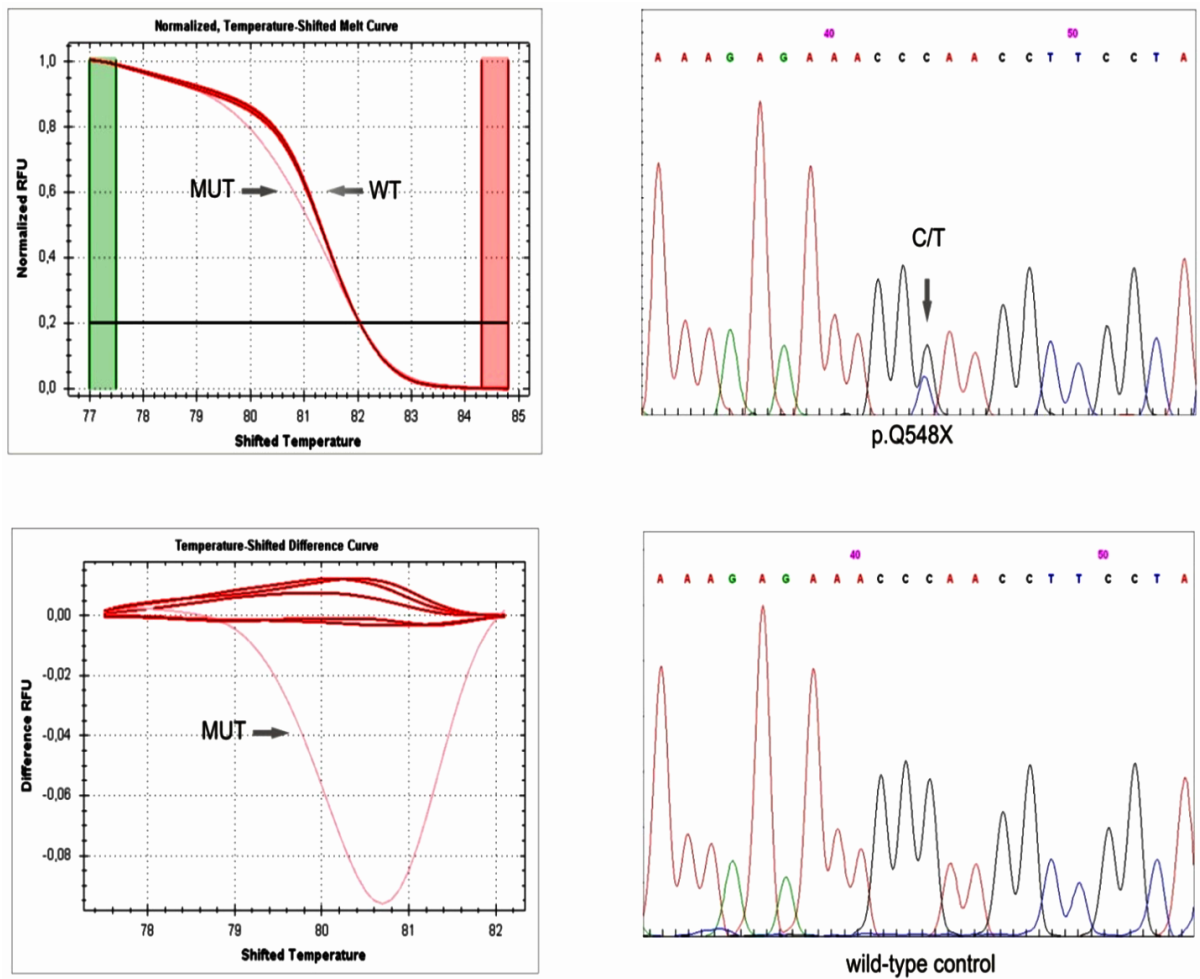 Normalized, Temperature-Shifted Melt Curve
Normalized RFU
1,0
0,8
0,6
0,4
0,2
0,0
MUT
WT
77 78 79 80 81 82 83 84 85
Shifted Temperature
40 50
A A A G A G A A A C C C A A C C T T C C T A
C/T
p.Q548X
Temperature-Shifted Difference Curve
Difference RFU
0,00
-0,02
-0,04
-0,06
-0,08
MUT
78 79 80 81 82
Shifted Temperature
40 50
A A A G A G A A A C C C A A C C T T C C T A
wild-type control